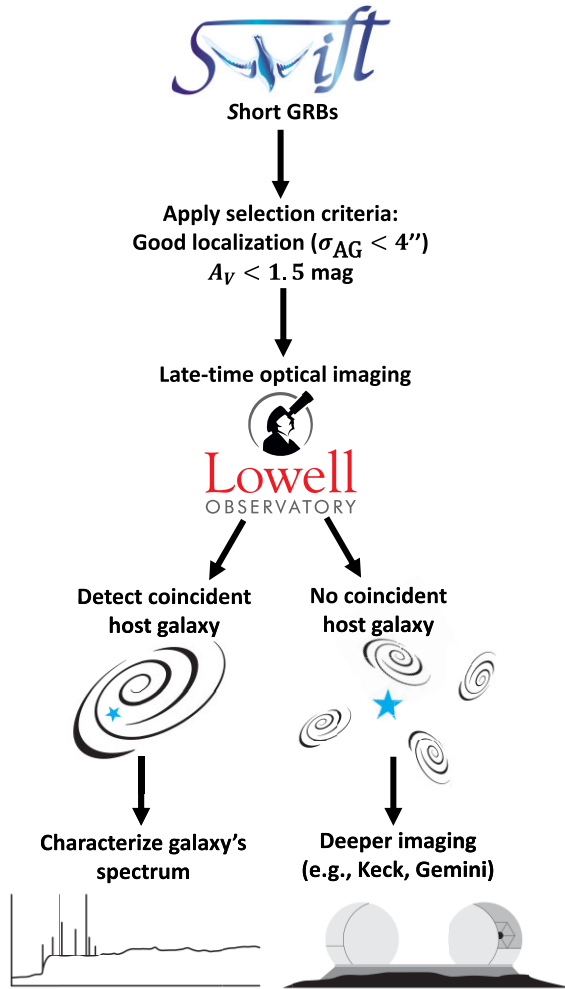 Swift
Short GRBs
Apply selection criteria:
Good localization (σAG < 4’’)
AV < 1.5 mag
Late-time optical imaging
Lowell
OBSERVATORY
Detect coincident
host galaxy
No coincident
host galaxy
Characterize galaxy’s
spectrum
Deeper imaging
(e.g., Keck, Gemini)